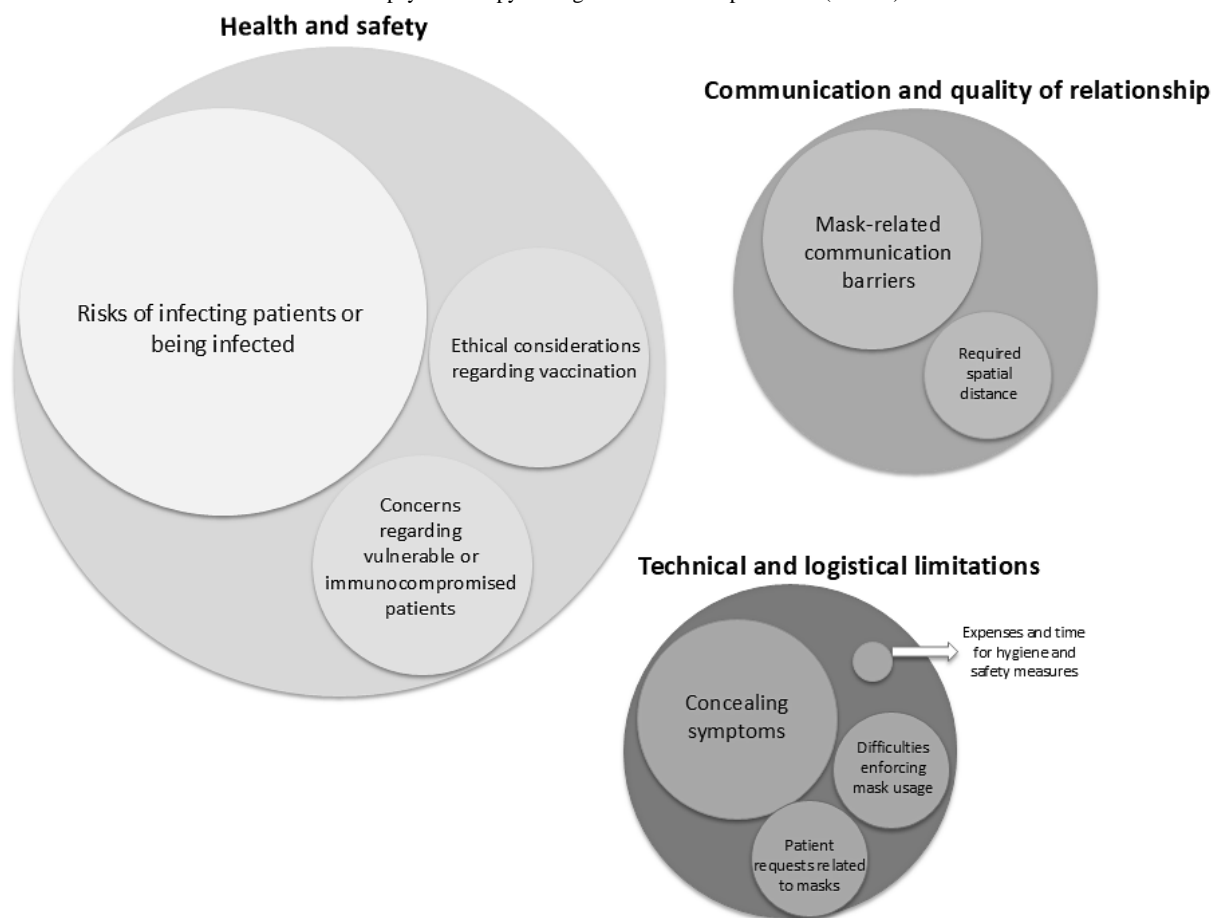 Health and safety
Risks of infecting patients or
being infected
Ethical considerations
regarding vaccination
Concerns
regarding
vulnerable or
immunocompromised
patients
Communication and quality of relationship
Mask-related
communication
barriers
Required
spatial
distance
Technical and logistical limitations
Concealing
symptoms
Expenses and time
for hygiene and
safety measures
Difficulties
enforcing
mask usage
Patient
requests related
to masks